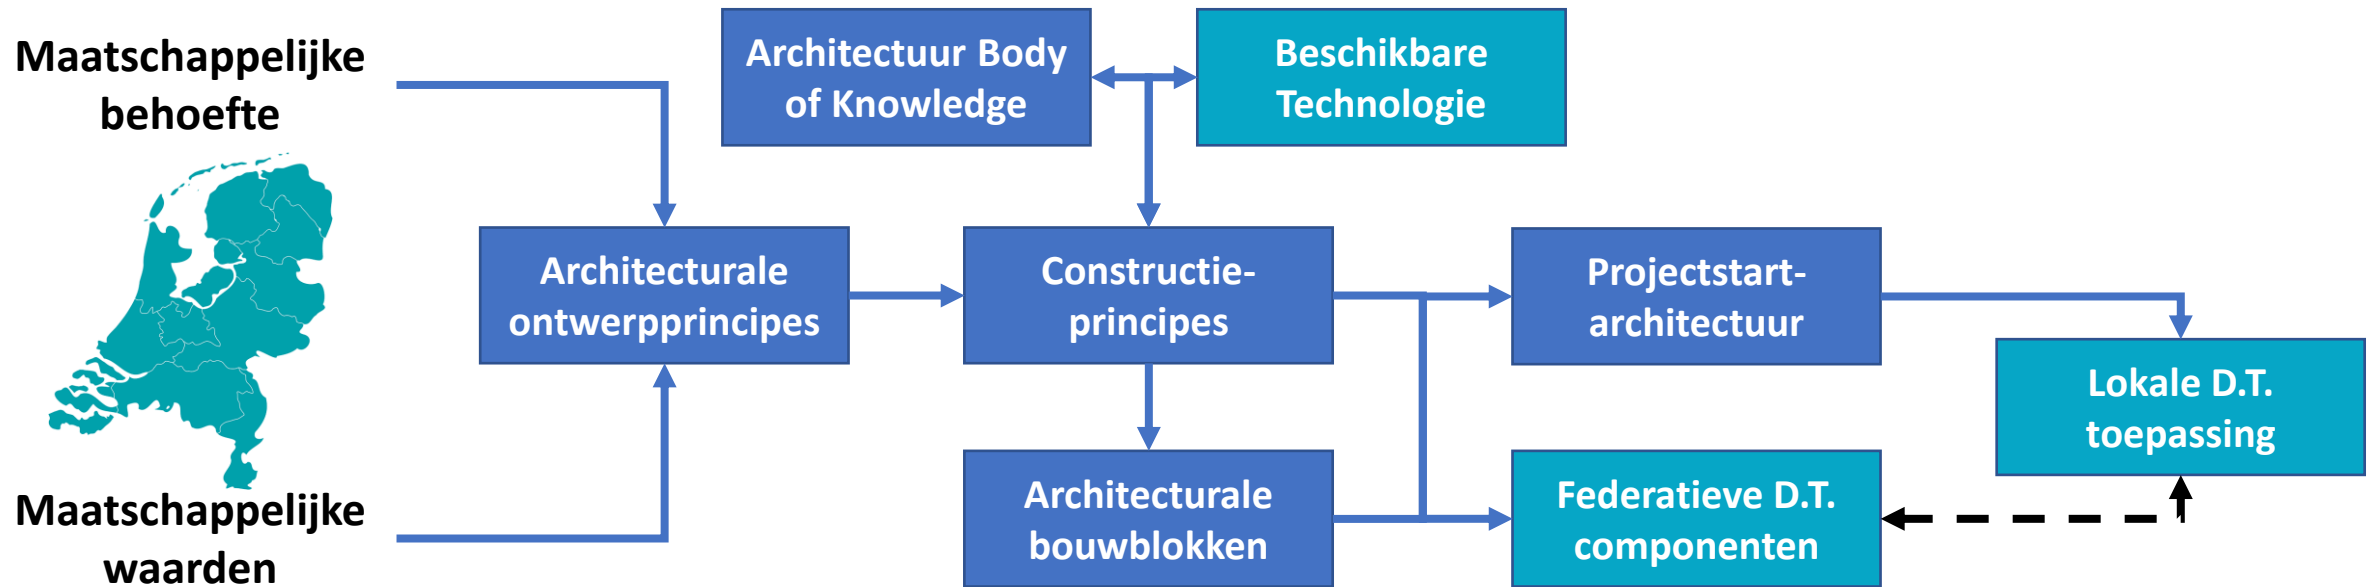 Maatschappelijke
behoefte
Architectuur Body
of Knowledge
Beschikbare
Technologie
Architecturale
ontwerpprincipes
Constructie-
principes
Projectstart-
architectuur
Lokale D.T.
toepassing
Architecturale
bouwblokken
Federatieve D.T.
componenten
Maatschappelijke
waarden